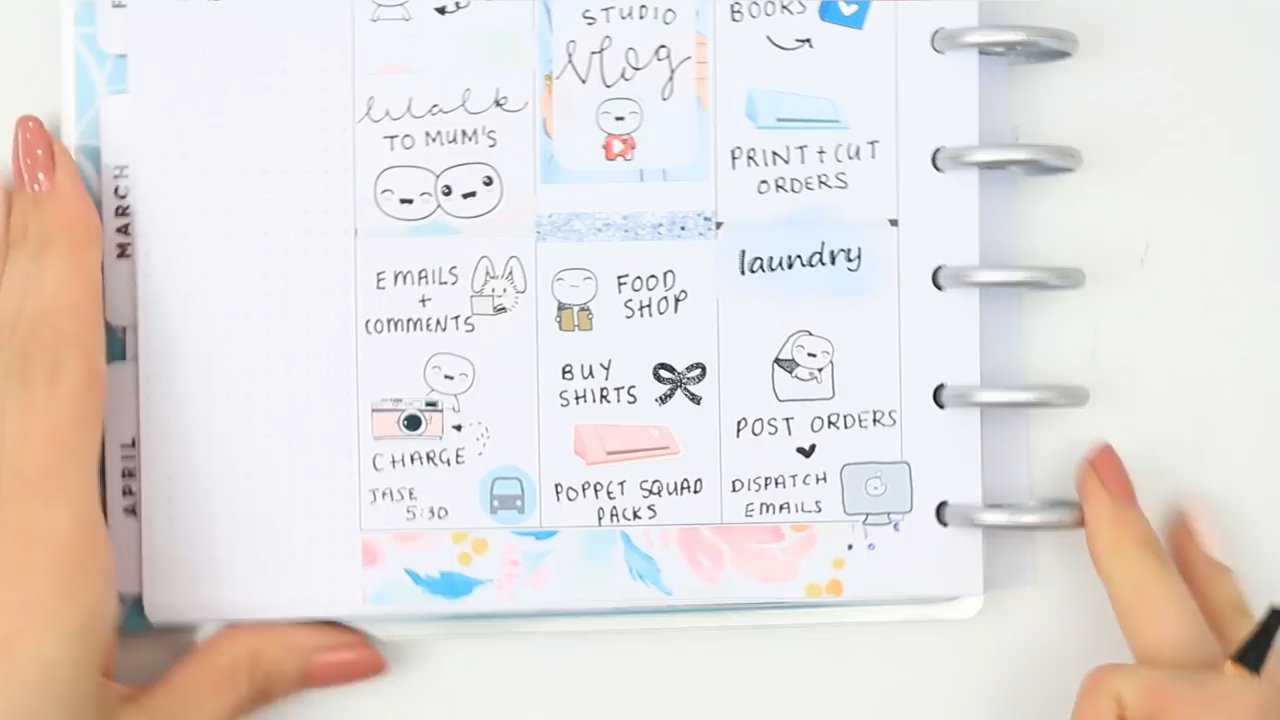 F
MARCH
APRIL
Walk
TO MUM'S
EMAILS
+
COMMENTS
CHARGE
JASE
5:30
STUDIO
Vlog
FOOD
SHOP
BUY
SHIRTS
POPPET SQUAD
PACKS
BOOKS
PRINT + CUT
ORDERS
laundry
POST ORDERS
DISPATCH
EMAILS